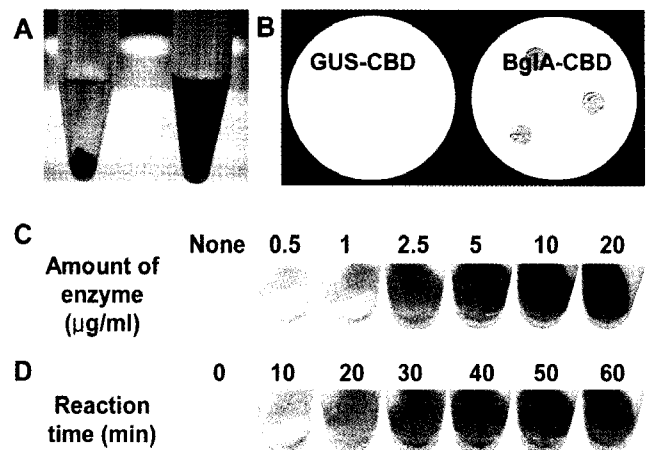 A
B
GUS-CBD
BglA-CBD
C
None 0.5 1 2.5 5 10 20
Amount of
enzyme
(µg/ml)
D
0 10 20 30 40 50 60
Reaction
time (min)